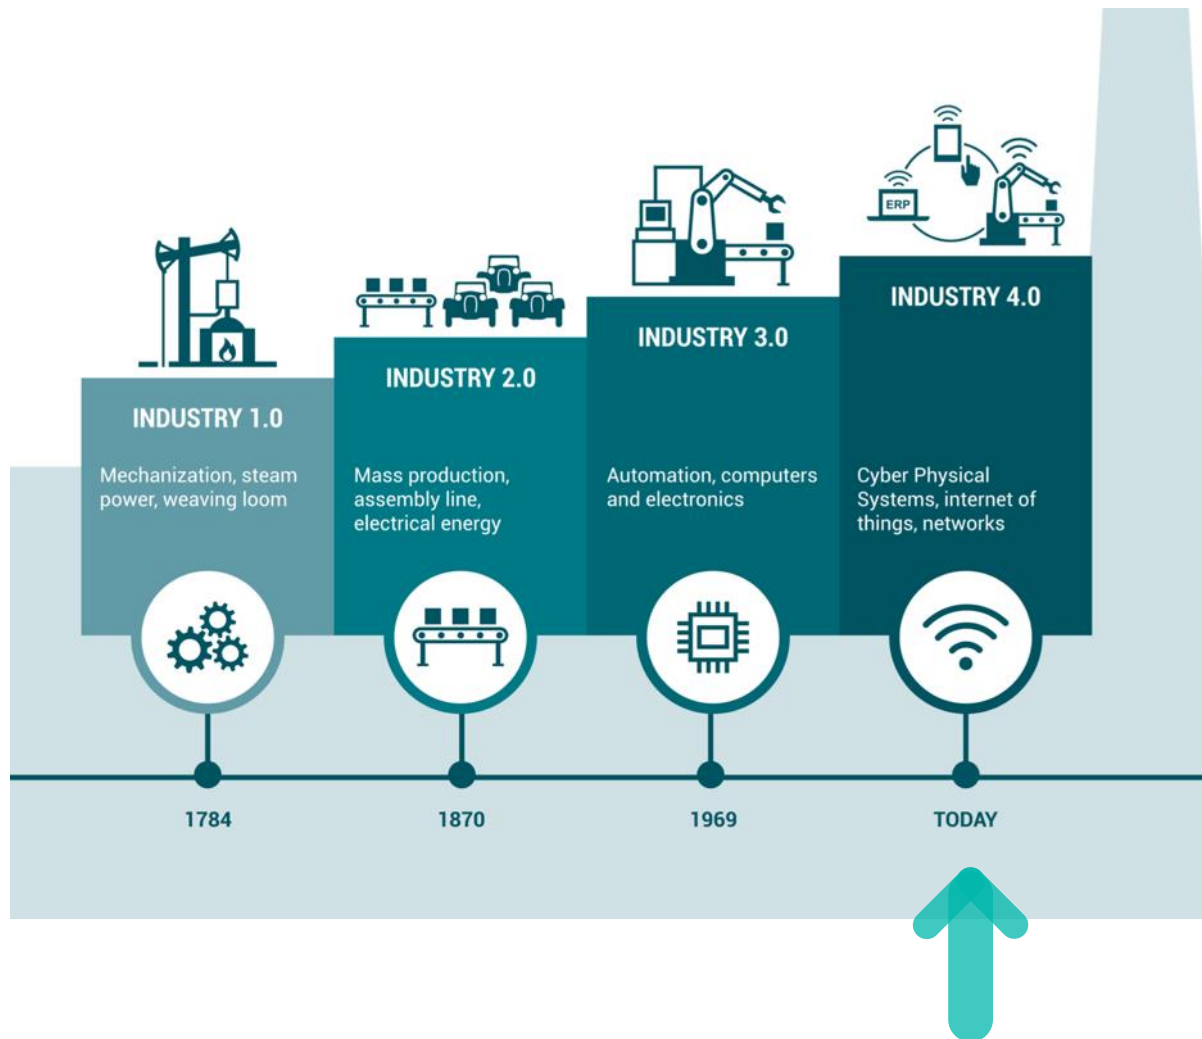 ERP
INDUSTRY 4.0
INDUSTRY 3.0
INDUSTRY 2.0
INDUSTRY 1.0
Mechanization, steam
power, weaving loom
Mass production,
assembly line,
electrical energy
Automation, computers
and electronics
Cyber Physical
Systems, internet of
things, networks
1784
1870
1969
TODAY